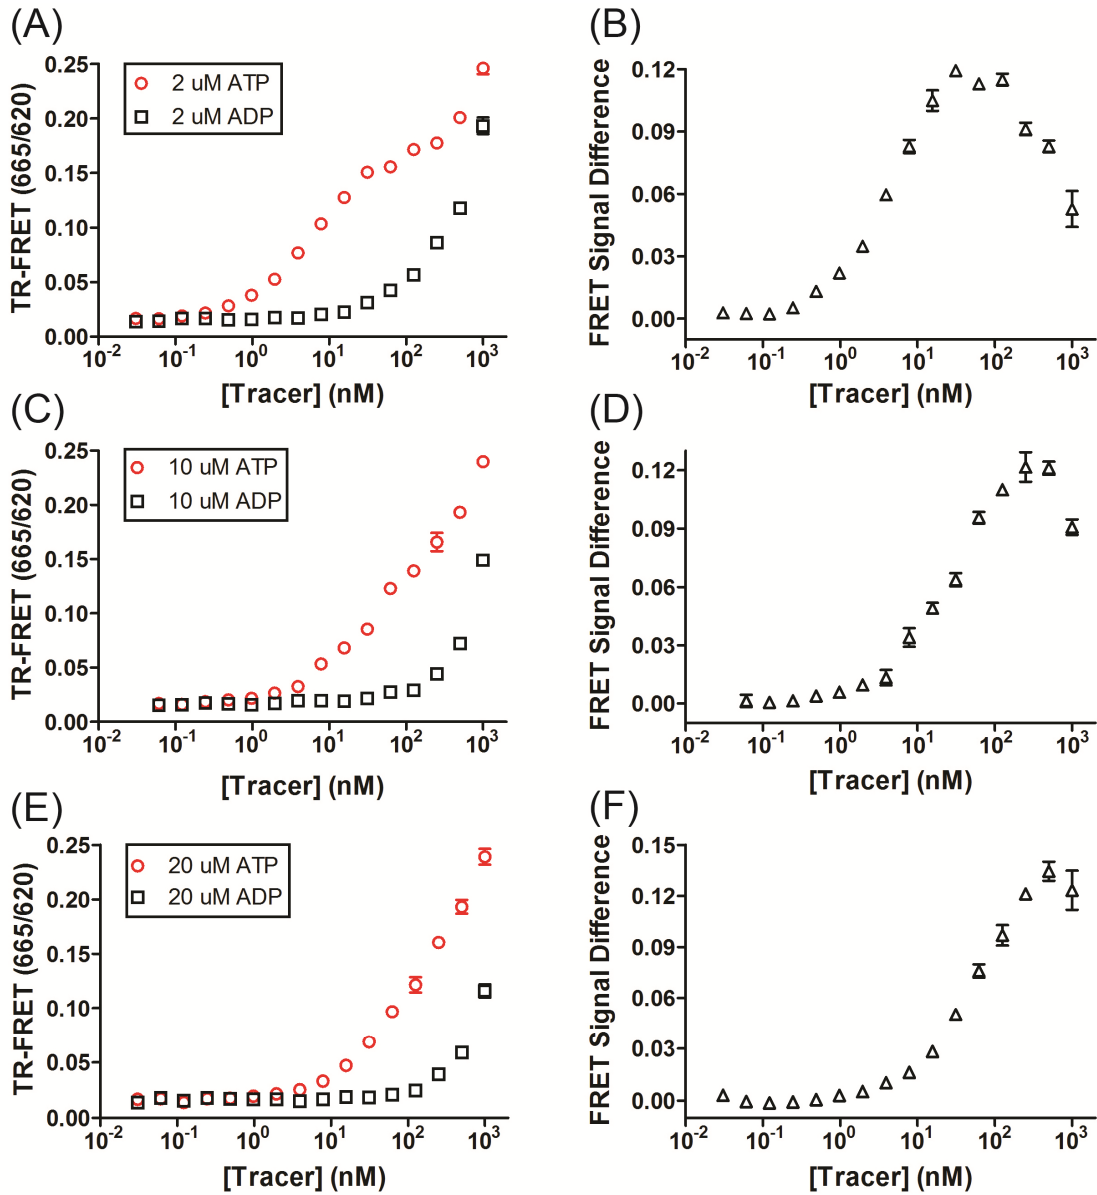 (A)
0.25
0.20
0.15
0.10
0.05
0.00
TR-FRET (665/620)
2 uM ATP
2 uM ADP
10-2 10-1 100 101 102 103
[Tracer] (nM)
(B)
0.12
0.09
0.06
0.03
0.00
FRET Signal Difference
10-2 10-1 100 101 102 103
[Tracer] (nM)
(C)
0.25
0.20
0.15
0.10
0.05
0.00
TR-FRET (665/620)
10 uM ATP
10 uM ADP
10-2 10-1 100 101 102 103
[Tracer] (nM)
(D)
0.12
0.09
0.06
0.03
0.00
FRET Signal Difference
10-2 10-1 100 101 102 103
[Tracer] (nM)
(E)
0.25
0.20
0.15
0.10
0.05
0.00
TR-FRET (665/620)
20 uM ATP
20 uM ADP
10-2 10-1 100 101 102 103
[Tracer] (nM)
(F)
0.15
0.12
0.09
0.06
0.03
0.00
FRET Signal Difference
10-2 10-1 100 101 102 103
[Tracer] (nM)